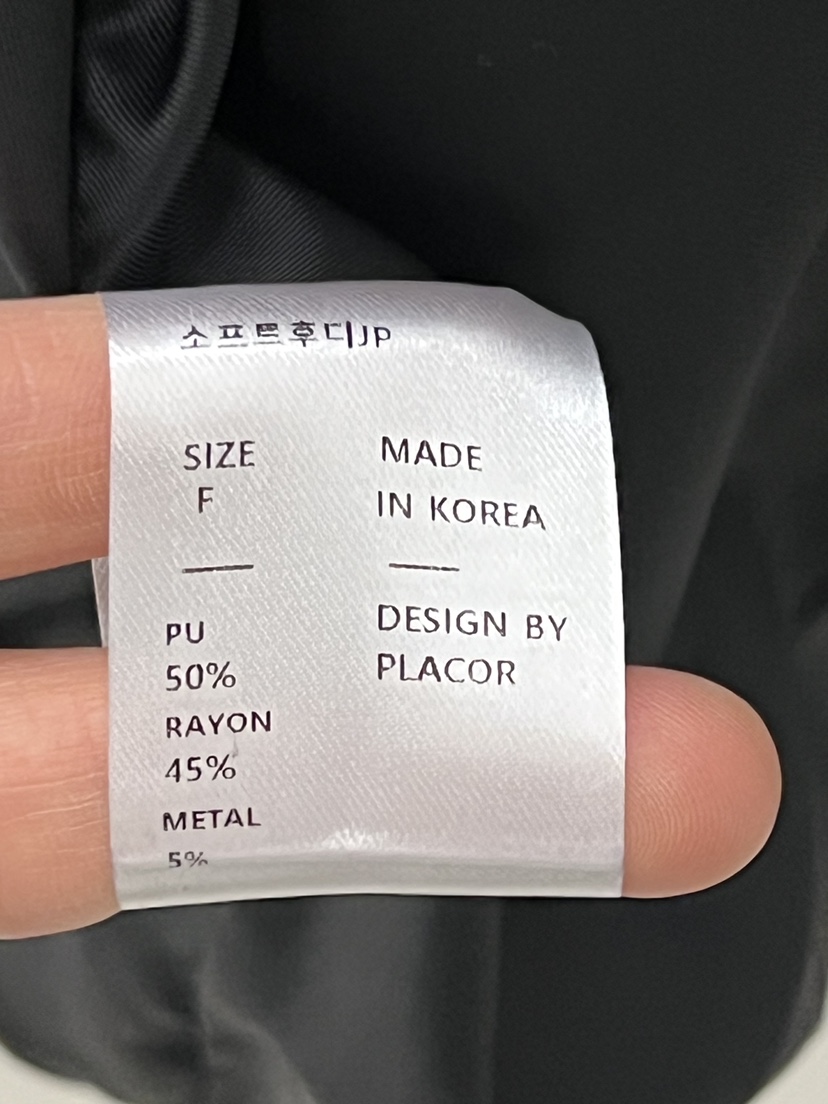 소프트후디JP
SIZE
F
PU
50%
RAYON
45%
METAL
5%
MADE
IN KOREA
DESIGN BY
PLACOR